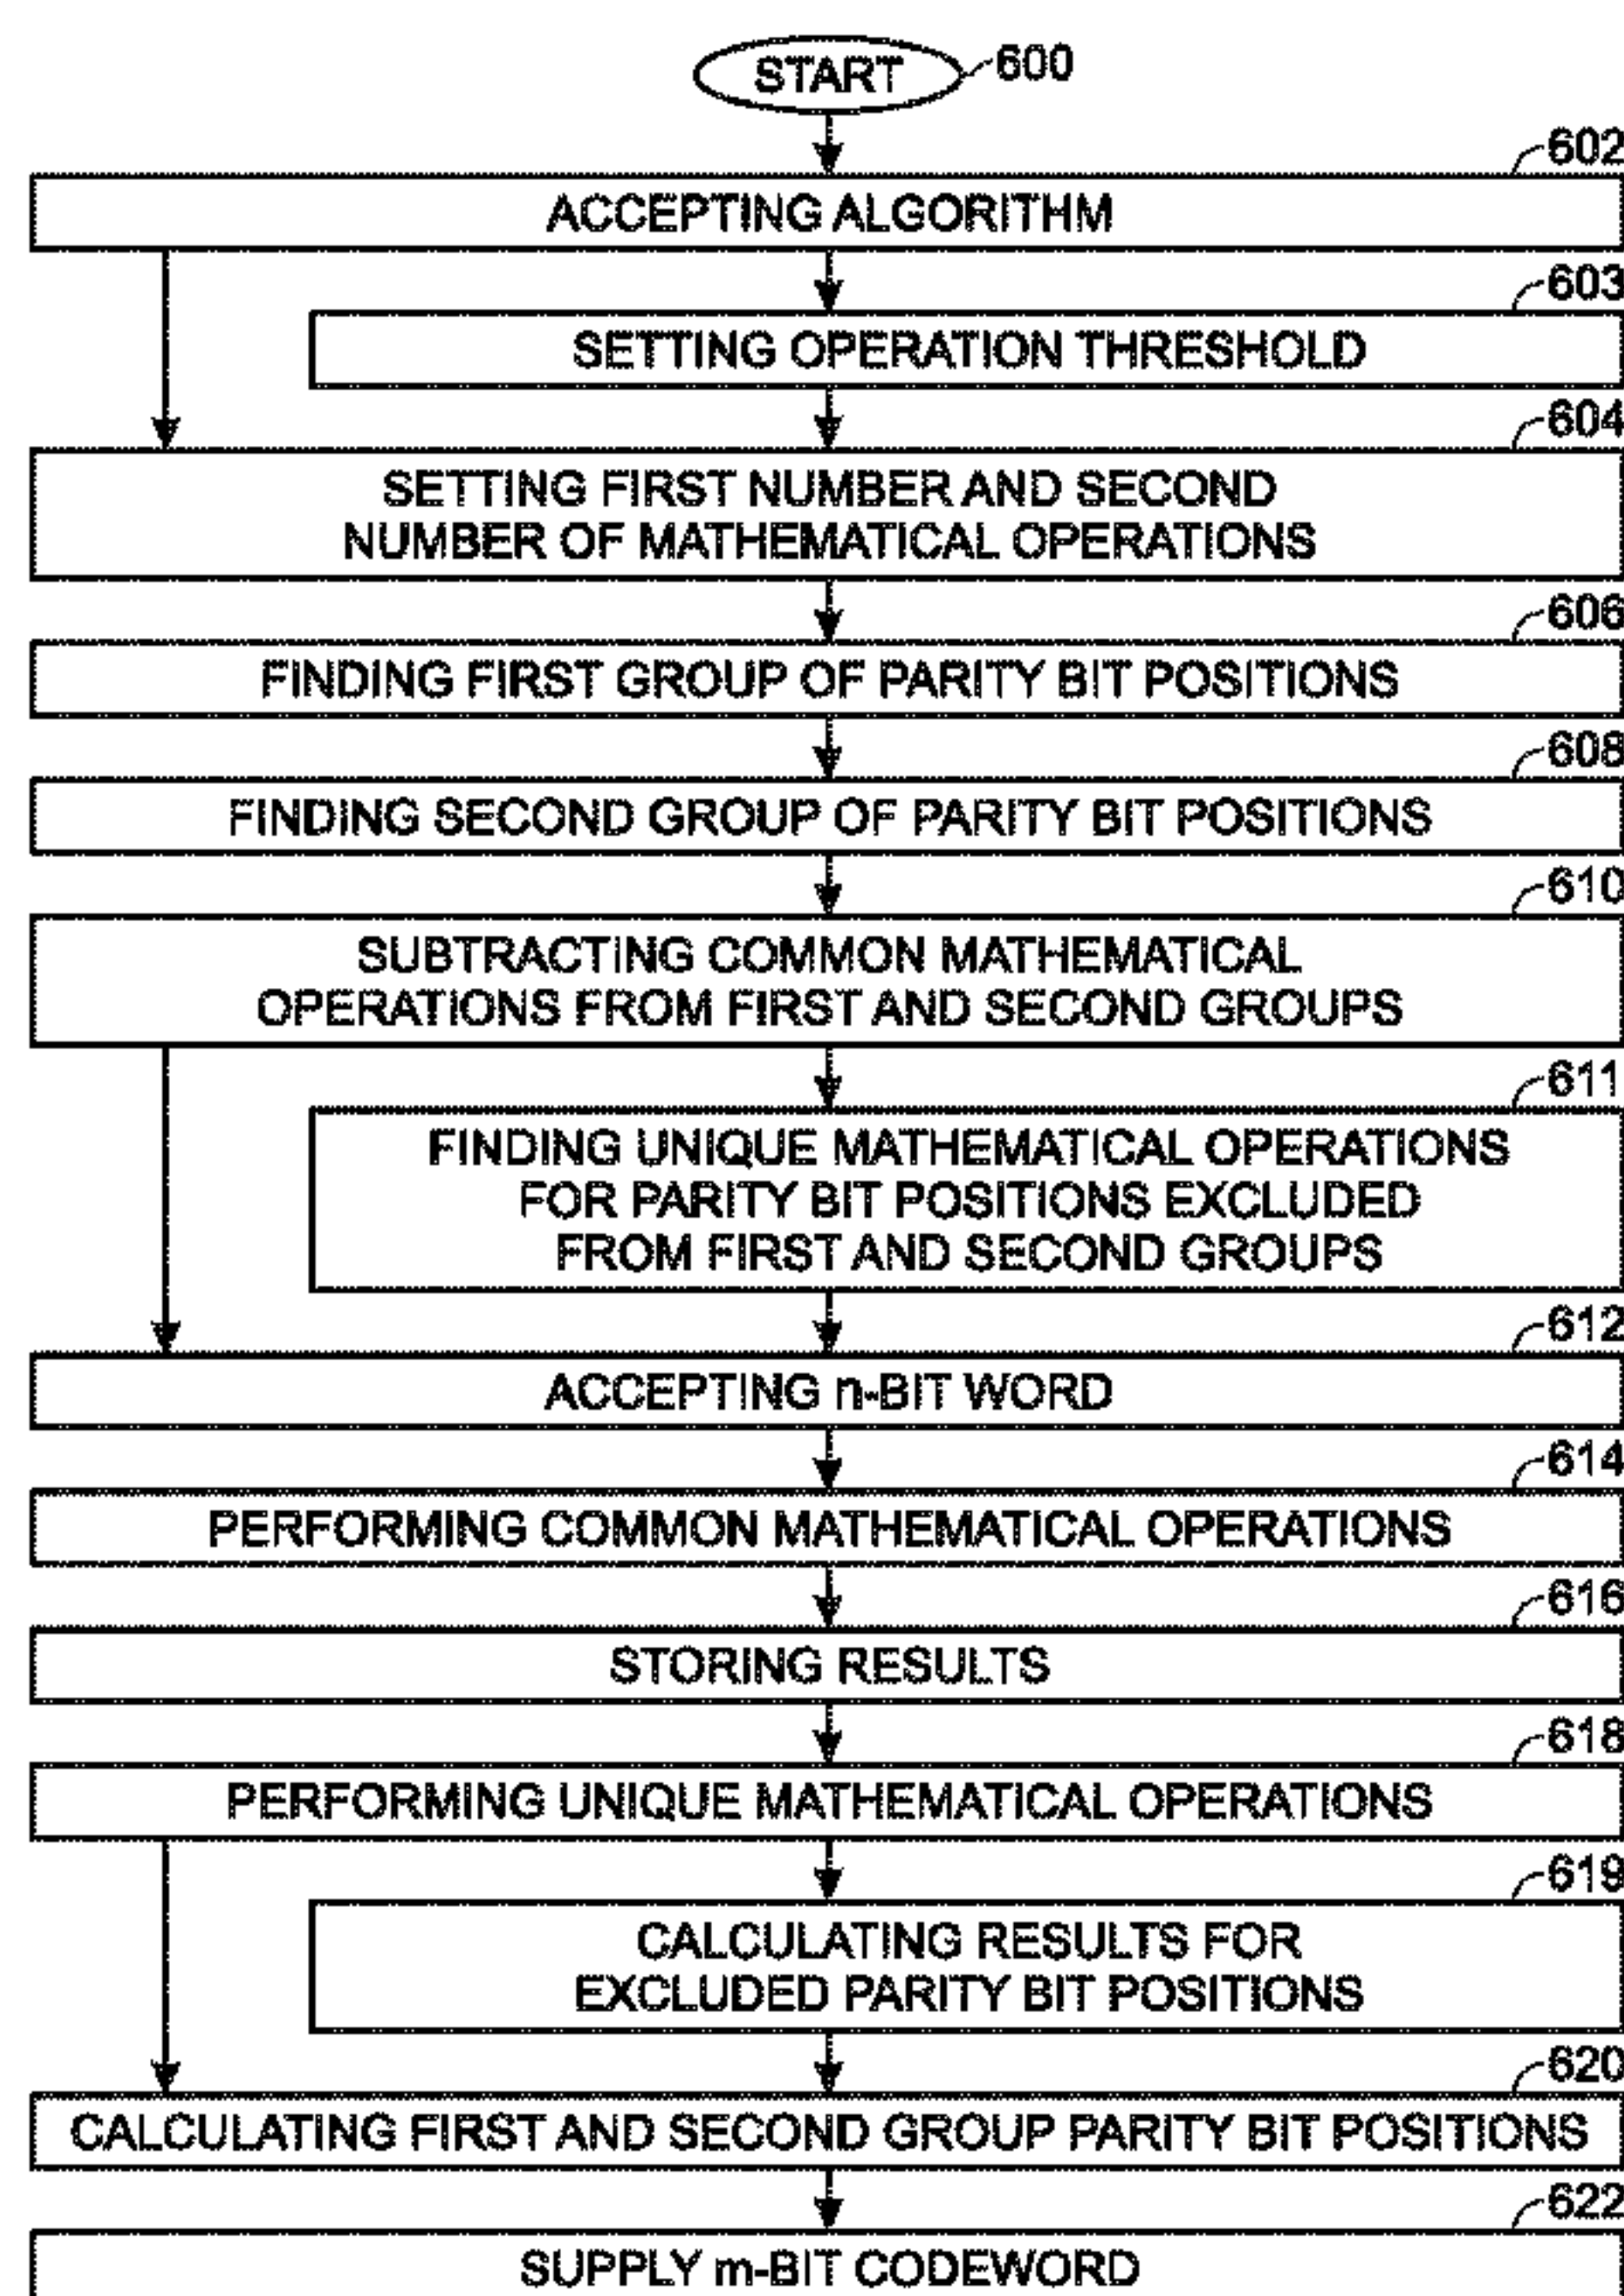 START
600
602
ACCEPTING ALGORITHM
603
SETTING OPERATION THRESHOLD
604
SETTING FIRST NUMBER AND SECOND
NUMBER OF MATHEMATICAL OPERATIONS
606
FINDING FIRST GROUP OF PARITY BIT POSITIONS
608
FINDING SECOND GROUP OF PARITY BIT POSITIONS
610
SUBTRACTING COMMON MATHEMATICAL
OPERATIONS FROM FIRST AND SECOND GROUPS
611
FINDING UNIQUE MATHEMATICAL OPERATIONS
FOR PARITY BIT POSITIONS EXCLUDED
FROM FIRST AND SECOND GROUPS
612
ACCEPTING n-BIT WORD
614
PERFORMING COMMON MATHEMATICAL OPERATIONS
616
STORING RESULTS
618
PERFORMING UNIQUE MATHEMATICAL OPERATIONS
619
CALCULATING RESULTS FOR
EXCLUDED PARITY BIT POSITIONS
620
CALCULATING FIRST AND SECOND GROUP PARITY BIT POSITIONS
622
SUPPLY m-BIT CODEWORD